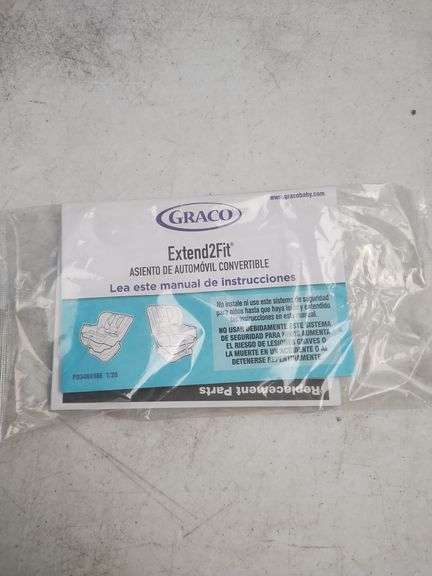 www.gracobaby.com
GRACO
Extend2Fit®
ASIENTO DE AUTOMÓVIL CONVERTIBLE
Lea este manual de instrucciones
No instale ni use este sistema de seguridad
para niños hasta que haya leído y entendido
las instrucciones en este manual.
NO USAR DEBIDAMENTE ESTE SISTEMA
DE SEGURIDAD PARA NIÑOS AUMENTA
EL RIESGO DE LESIONES GRAVES O
LA MUERTE EN UN ACCIDENTE O AL
DETENERSE REPENTINAMENTE.
1/20
Replacement Parts